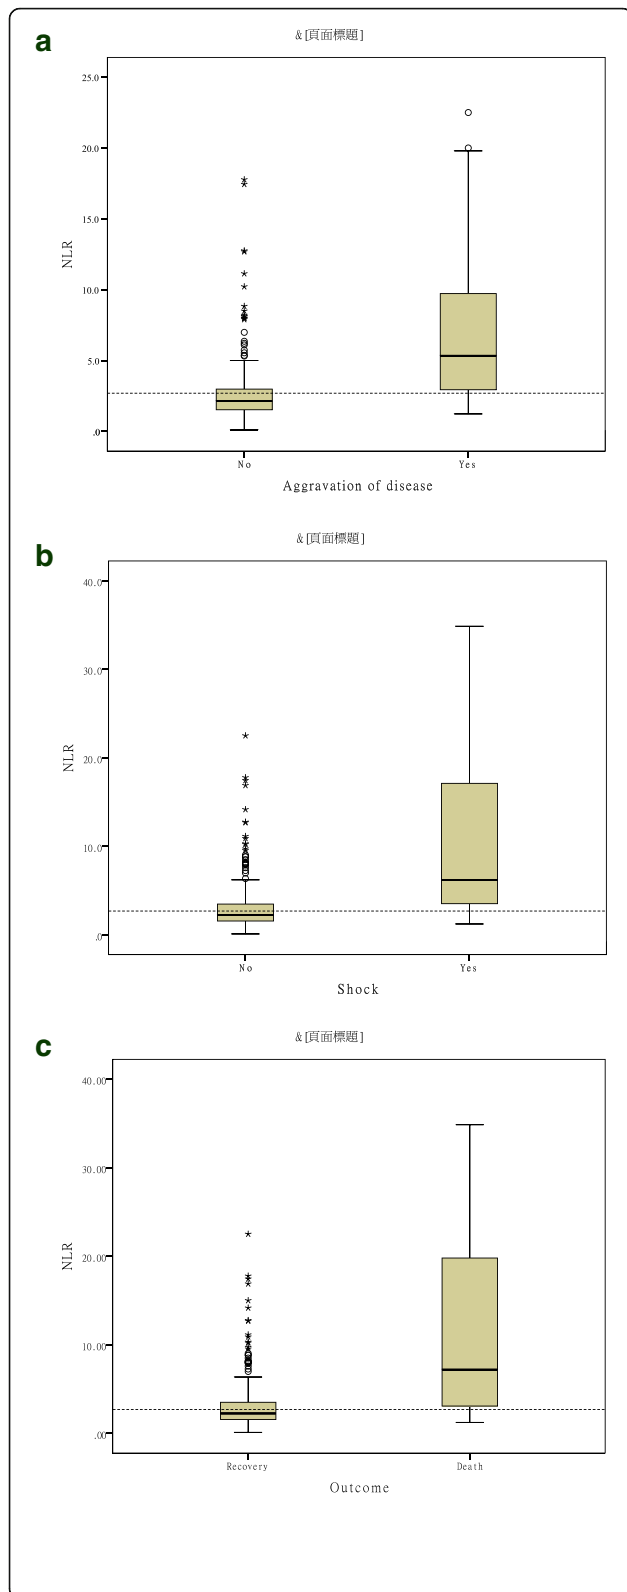 a
&[頁面標題]
25.0
20.0
15.0
10.0
5.0
.0
NLR
No
Yes
Aggravation of disease
b
&[頁面標題]
40.0
30.0
20.0
10.0
.0
NLR
No
Yes
Shock
c
&[頁面標題]
40.00
30.00
20.00
10.00
.00
NLR
Recovery
Death
Outcome